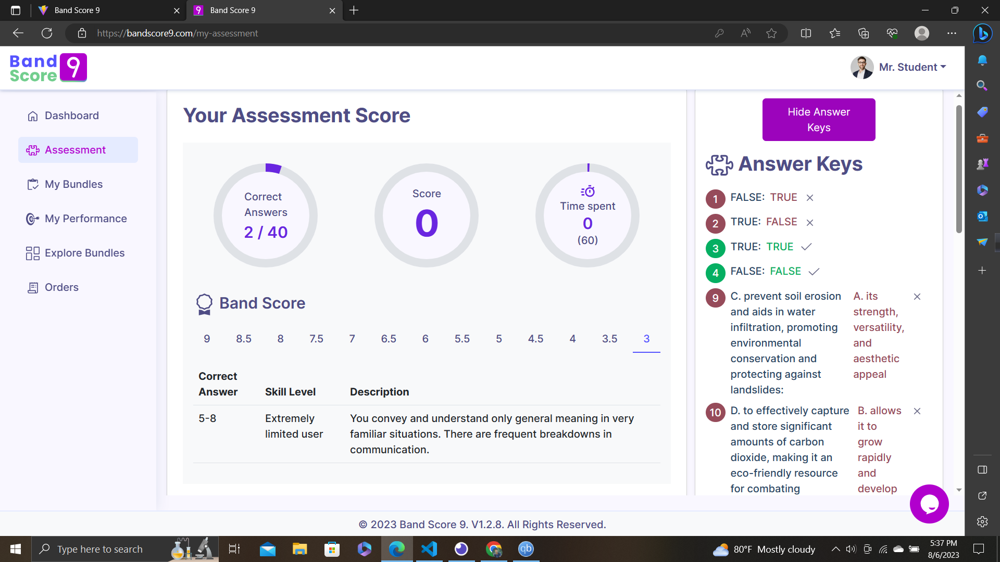 Band Score 9
Band Score 9
https://bandscore9.com/my-assessment
Band
Score
9
Mr. Student
Dashboard
Assessment
My Bundles
My Performance
Explore Bundles
Orders
Your Assessment Score
Correct
Answers
2 / 40
Score
0
Time spent
0
(60)
Band Score
9 8.5 8 7.5 7 6.5 6 5.5 5 4.5 4 3.5 3
Correct
Answer Skill Level Description
5-8 Extremely You convey and understand only general meaning in very
limited user familiar situations. There are frequent breakdowns in
communication.
Hide Answer
Keys
Answer Keys
1 FALSE: TRUE
2 TRUE: FALSE
3 TRUE: TRUE
4 FALSE: FALSE
9 C. prevent soil erosion A. its
and aids in water strength,
infiltration, promoting versatility,
environmental and
conservation and aesthetic
protecting against appeal
landslides:
10 D. to effectively capture B. allows
and store significant it to
amounts of carbon grow
dioxide, making it an rapidly
eco-friendly resource and
for combating develop
© 2023 Band Score 9. V1.2.8. All Rights Reserved.
Type here to search
qb
80°F Mostly cloudy
5:37 PM
8/6/2023